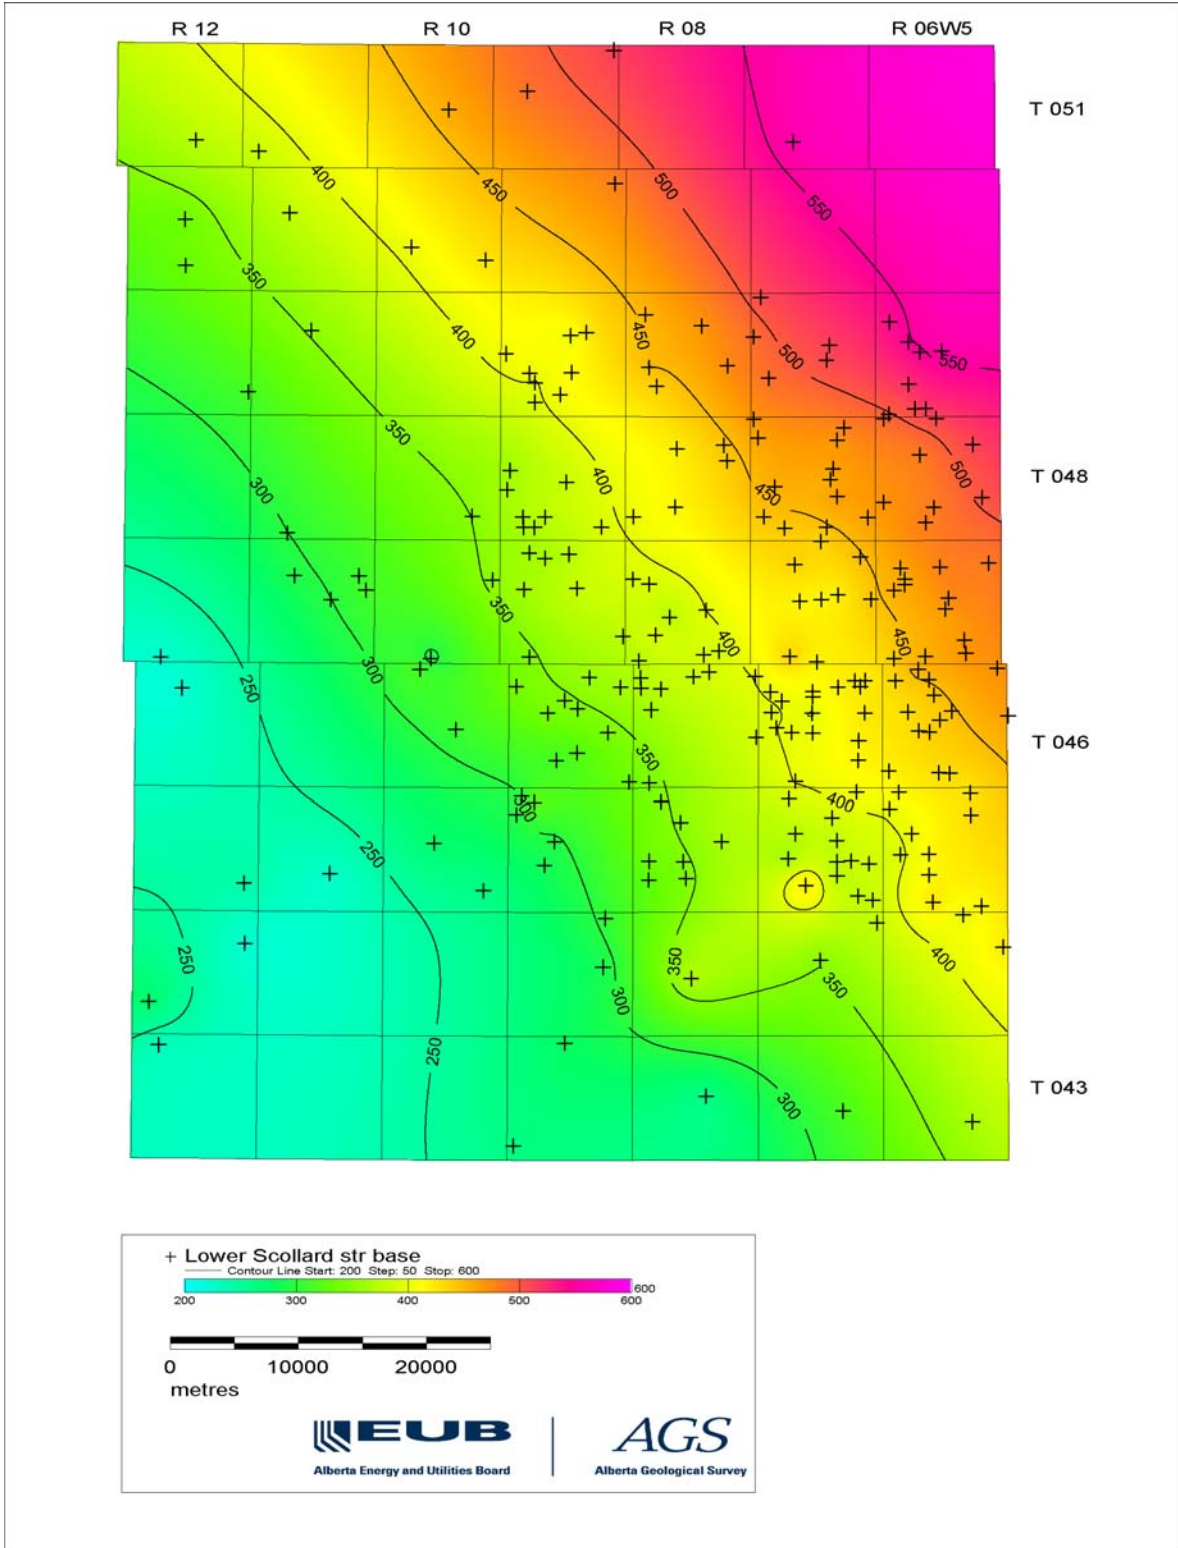 R 12 R 10 R 08 R 06W5
T 051
400
450
500
550
350
400
450
500
550
350
400
450
500
T 048
300
350
450
400
250
300
T 046
350
400
300
250
250
350
400
300
350
250
T 043
300
+ Lower Scollard str base
Contour Line Start: 200 Step: 50 Stop: 600
600
200 300 400 500 600
0 10000 20000
metres
EUB
AGS
Alberta Energy and Utilities Board
Alberta Geological Survey